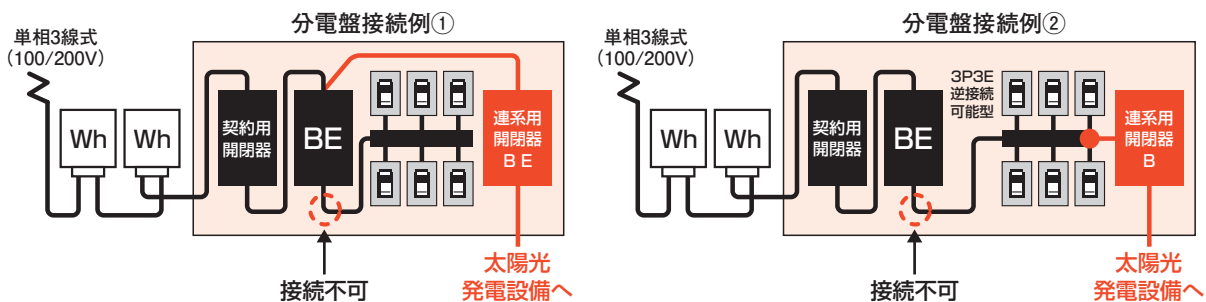 分電盤接続例①
単相3線式
(100/200V)
Wh
Wh
契約用
開閉器
BE
連系用
開閉器
B E
接続不可
太陽光
発電設備へ
分電盤接続例②
単相3線式
(100/200V)
Wh
Wh
契約用
開閉器
BE
3P3E
逆接続
可能型
連系用
開閉器
B
接続不可
太陽光
発電設備へ